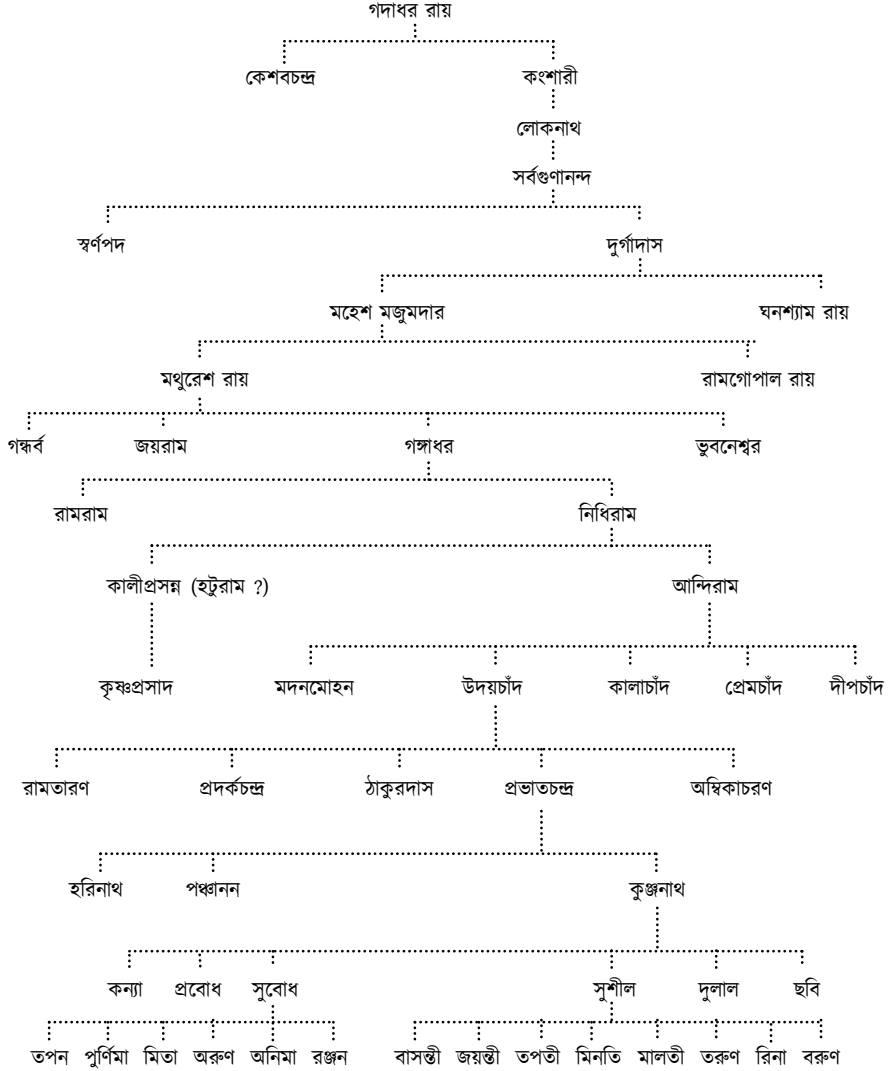 গদাধর রায়
কেশবচন্দ্র কংশারী
লোকনাথ
সর্বগুণানন্দ
স্বর্ণপদ দুর্গাদাস
মহেশ মজুমদার ঘনশ্যাম রায়
মথুরেশ রায় রামগোপাল রায়
গন্ধর্ব জয়রাম গঙ্গাধর ভুবনেশ্বর
রামরাম নিধিরাম
কালীপ্রসন্ন (হটুরাম ?) আন্দিরাম
কৃষ্ণপ্রসাদ মদনমোহন উদয়চাঁদ কালাচাঁদ প্রেমচাঁদ দীপচাঁদ
রামতারণ প্রদর্কচন্দ্র ঠাকুরদাস প্রভাতচন্দ্র অম্বিকাচরণ
হরিনাথ পঞ্চানন কুঞ্জনাথ
কন্যা প্রবোধ সুবোধ সুশীল দুলাল ছবি
তপন পুর্ণিমা মিতা অরুণ অনিমা রঞ্জন বাসন্তী জয়ন্তী তপতী মিনতি মালতী তরুণ রিনা বরুণ